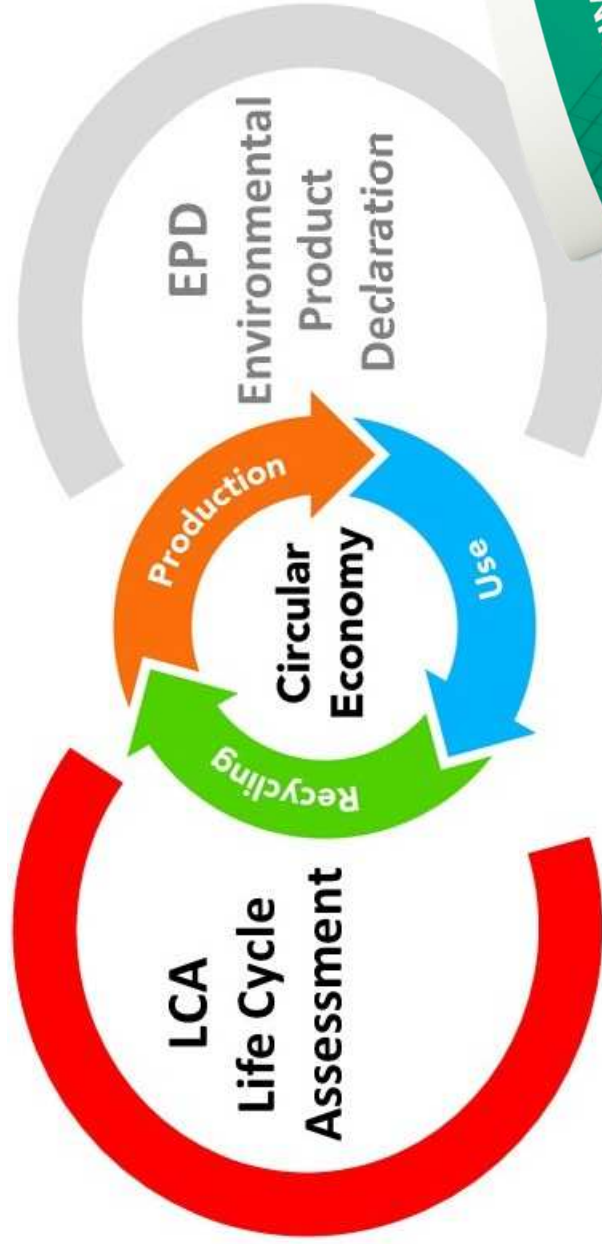 LCA
Life Cycle
Assessment
Recycling
Production
Circular
Economy
Use
EPD
Environmental
Product
Declaration